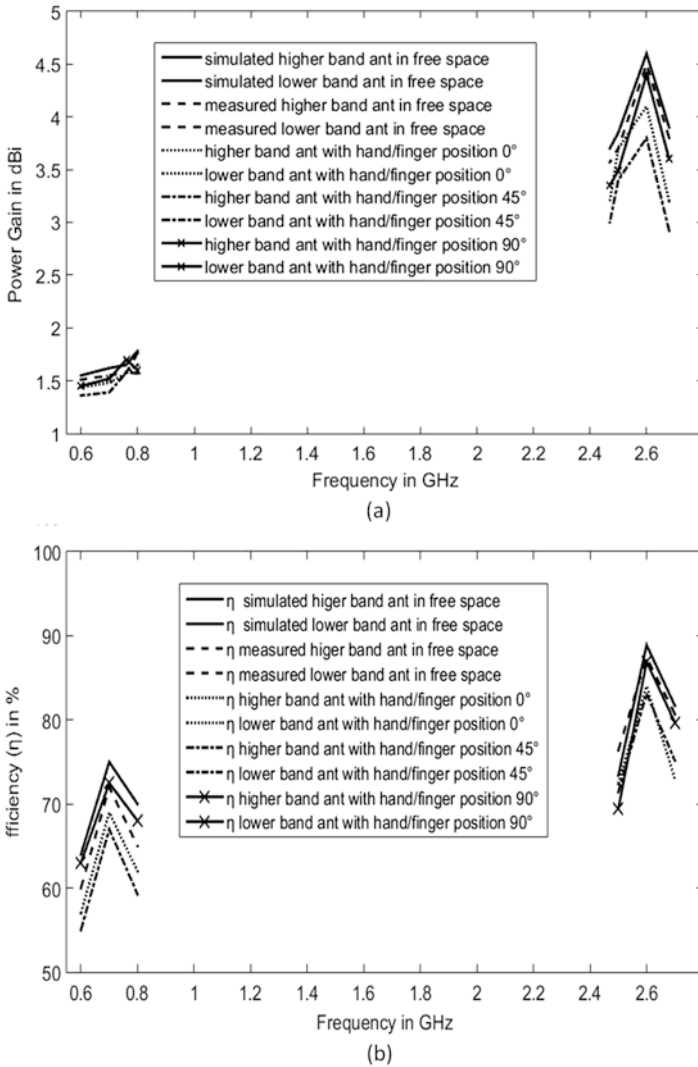 5
4.5
4
3.5
3
2.5
2
1.5
1
Power Gain in dBi
simulated higher band ant in free space
simulated lower band ant in free space
measured higher band ant in free space
measured lower band ant in free space
higher band ant with hand/finger position 0°
lower band ant with hand/finger position 0°
higher band ant with hand/finger position 45°
lower band ant with hand/finger position 45°
higher band ant with hand/finger position 90°
lower band ant with hand/finger position 90°
0.6 0.8 1 1.2 1.4 1.6 1.8 2 2.2 2.4 2.6
Frequency in GHz
(a)
100
90
80
70
60
50
fficiency (η) in %
η simulated higer band ant in free space
η simulated lower band ant in free space
η measured higer band ant in free space
η measured lower band ant in free space
η higher band ant with hand/finger position 0°
η lower band ant with hand/finger position 0°
η higher band ant with hand/finger position 45°
η lower band ant with hand/finger position 45°
η higher band ant with hand/finger position 90°
η lower band ant with hand/finger position 90°
0.6 0.8 1 1.2 1.4 1.6 1.8 2 2.2 2.4 2.6
Frequency in GHz
(b)